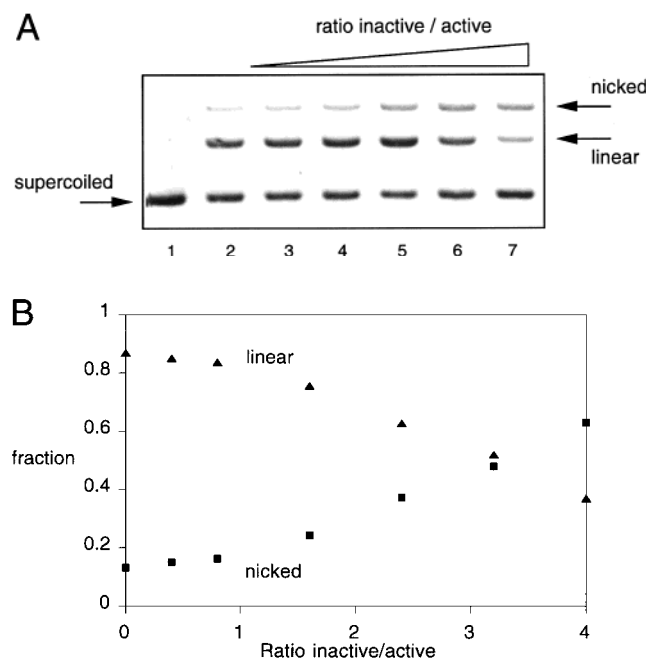 A
ratio inactive / active
nicked
linear
supercoiled
1 2 3 4 5 6 7
B
1
0.8
0.6
0.4
0.2
0
fraction
linear
nicked
0 1 2 3 4
Ratio inactive/active